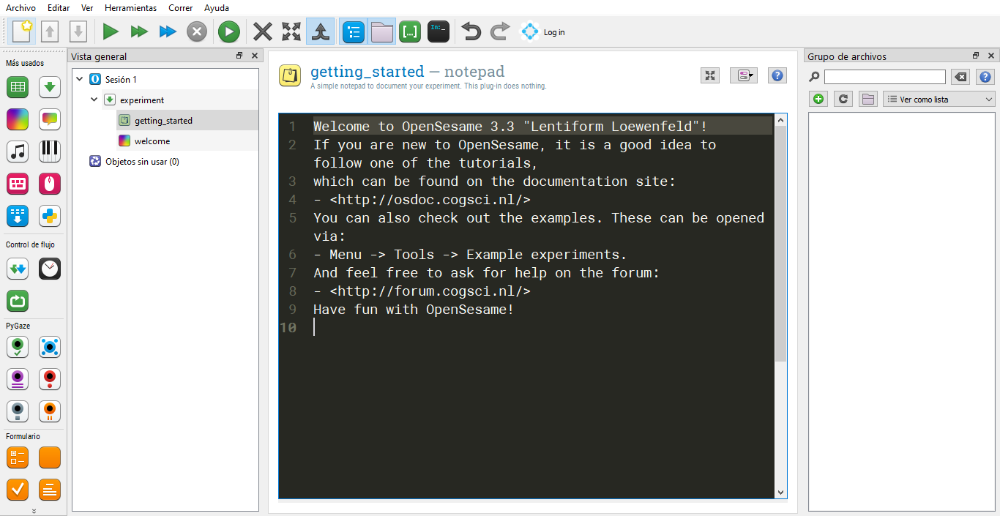 Archivo Editar Ver Herramientas Correr Ayuda
In:_
Log in
Más usados
Control de flujo
PyGaze
Formulario
Vista general
Sesión 1
experiment
getting_started
welcome
Objetos sin usar (0)
getting_started — notepad
A simple notepad to document your experiment. This plug-in does nothing.
1 Welcome to OpenSesame 3.3 "Lentiform Loewenfeld"!
2 If you are new to OpenSesame, it is a good idea to
follow one of the tutorials,
3 which can be found on the documentation site:
4 - <http://osdoc.cogsci.nl/>
5 You can also check out the examples. These can be opened
via:
6 - Menu -> Tools -> Example experiments.
7 And feel free to ask for help on the forum:
8 - <http://forum.cogsci.nl/>
9 Have fun with OpenSesame!
10
Grupo de archivos
Ver como lista